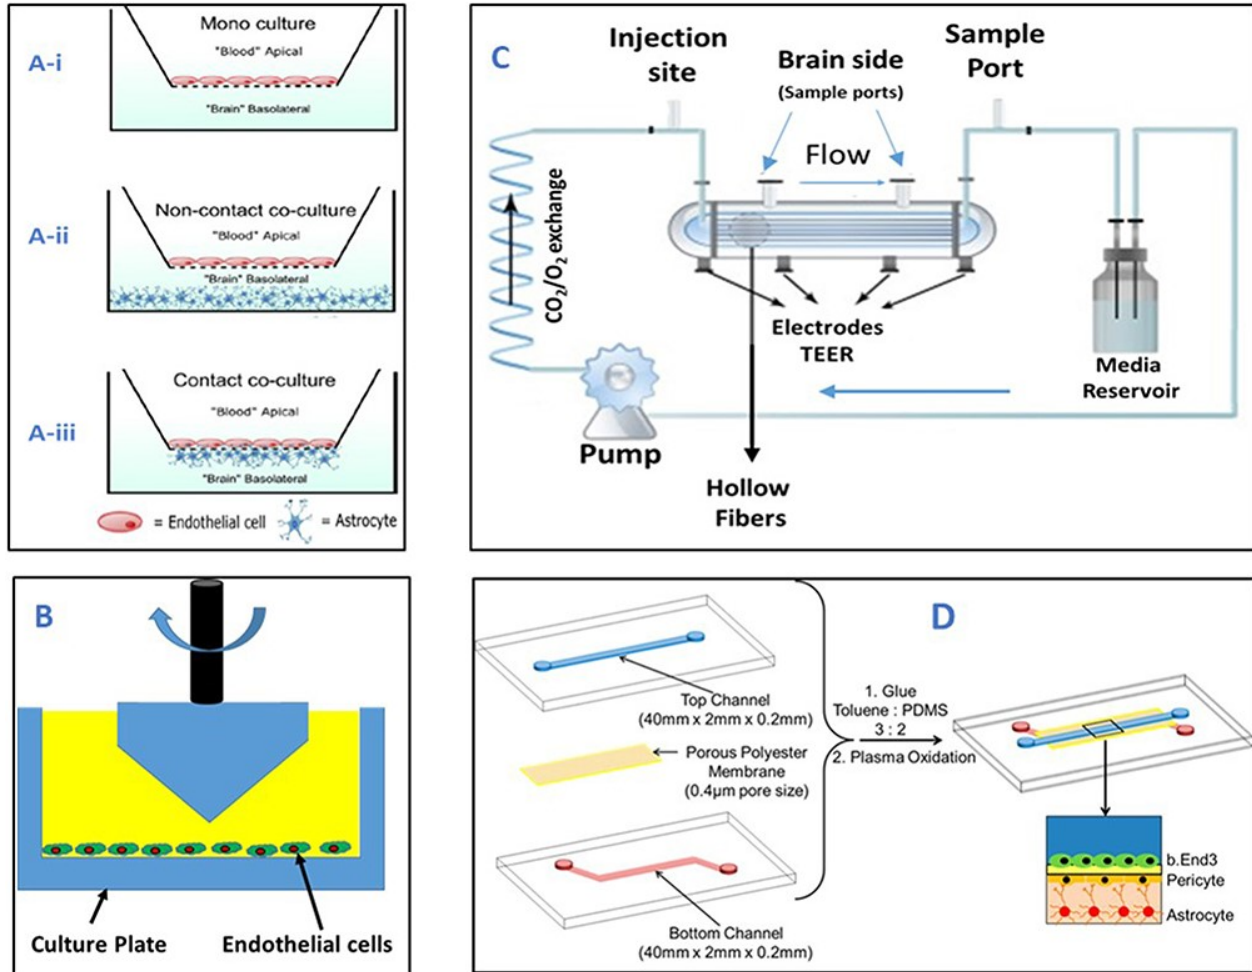 A-i
Mono culture
"Blood" Apical
"Brain" Basolateral
A-ii
Non-contact co-culture
"Blood" Apical
"Brain" Basolateral
A-iii
Contact co-culture
"Blood" Apical
"Brain" Basolateral
= Endothelial cell
= Astrocyte
C
Injection
site
Brain side
(Sample ports)
Sample
Port
Flow
CO2/O2 exchange
Electrodes
TEER
Media
Reservoir
Pump
Hollow
Fibers
B
Culture Plate
Endothelial cells
D
Top Channel
(40mm x 2mm x 0.2mm)
Porous Polyester
Membrane
(0.4µm pore size)
Bottom Channel
(40mm x 2mm x 0.2mm)
1. Glue
Toluene : PDMS
3 : 2
2. Plasma Oxidation
b.End3
Pericyte
Astrocyte